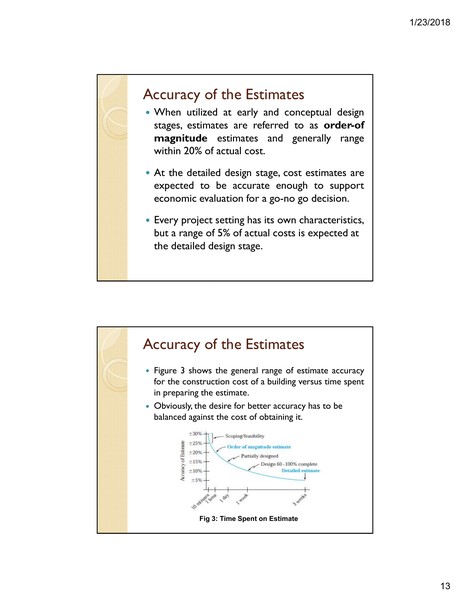 1/23/2018
Accuracy of the Estimates
• When utilized at early and conceptual design
stages, estimates are referred to as order-of
magnitude estimates and generally range
within 20% of actual cost.
• At the detailed design stage, cost estimates are
expected to be accurate enough to support
economic evaluation for a go-no go decision.
• Every project setting has its own characteristics,
but a range of 5% of actual costs is expected at
the detailed design stage.
Accuracy of the Estimates
• Figure 3 shows the general range of estimate accuracy
for the construction cost of a building versus time spent
in preparing the estimate.
• Obviously, the desire for better accuracy has to be
balanced against the cost of obtaining it.
Accuracy of Estimate
±30%
±25%
±20%
±15%
±10%
±5%
Scoping/feasibility
Order of magnitude estimate
Partially designed
Design 60–100% complete
Detailed estimate
10 minutes
1 hour
1 day
1 week
3 weeks
Fig 3: Time Spent on Estimate
13